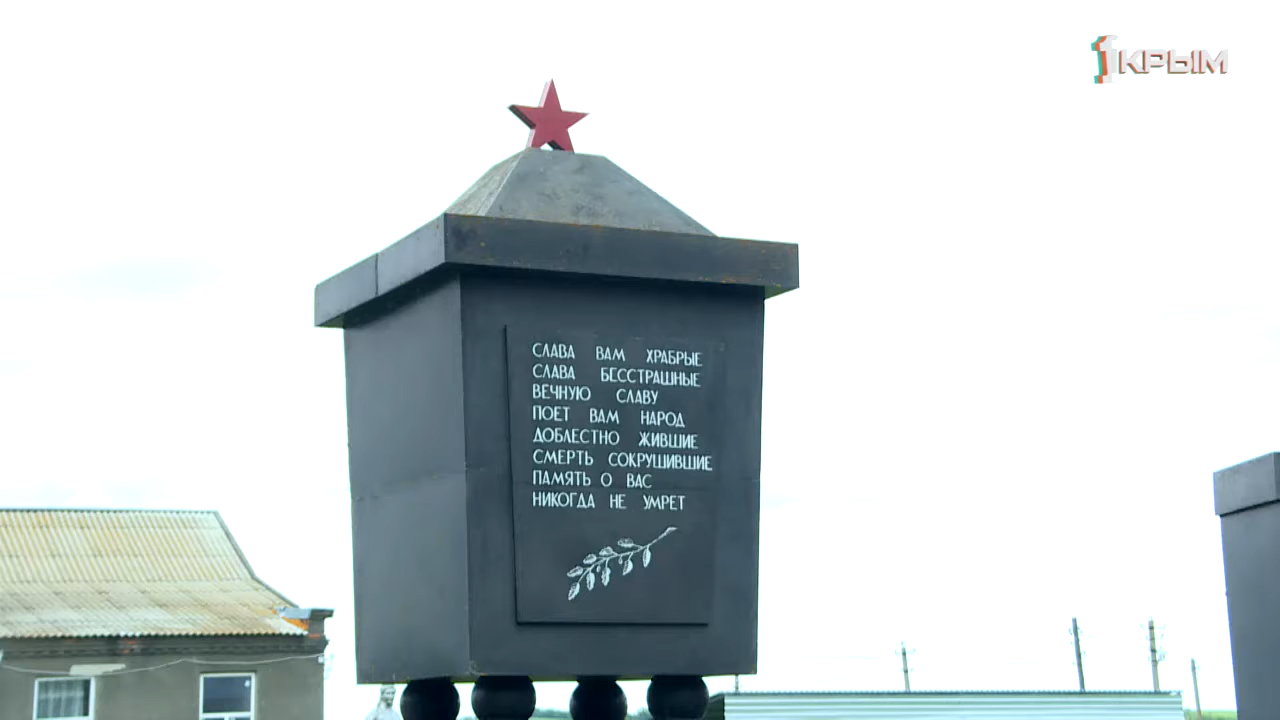 1КРЫМ
СЛАВА ВАМ ХРАБРЫЕ
СЛАВА БЕССТРАШНЫЕ
ВЕЧНУЮ СЛАВУ
ПОЕТ ВАМ НАРОД
ДОБЛЕСТНО ЖИВШИЕ
СМЕРТЬ СОКРУШИВШИЕ
ПАМЯТЬ О ВАС
НИКОГДА НЕ УМРЕТ